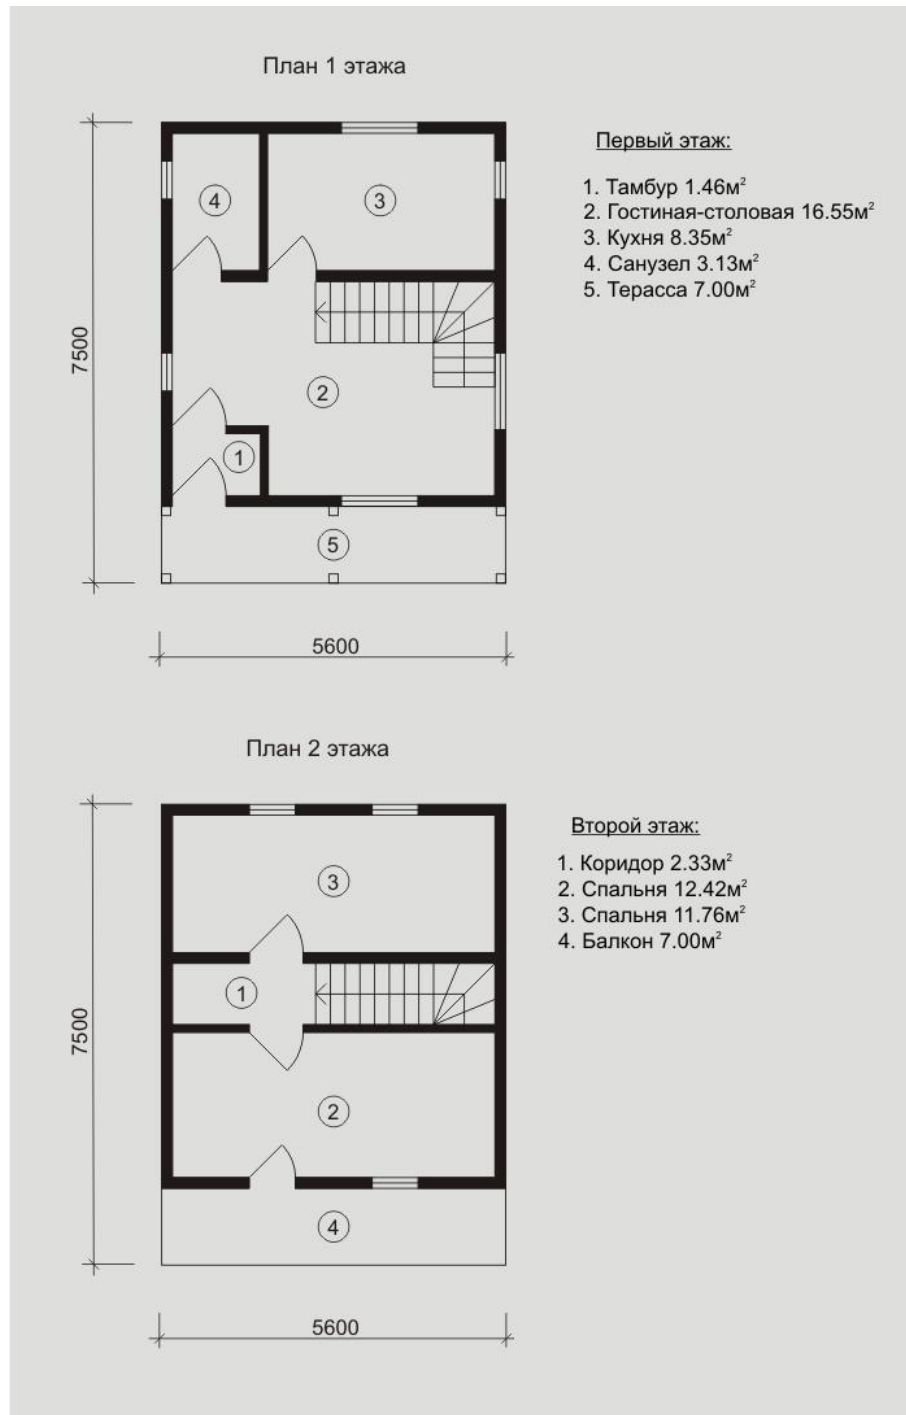 План 1 этажа
Первый этаж:
1. Тамбур 1.46м²
2. Гостиная-столовая 16.55м²
3. Кухня 8.35м²
4. Санузел 3.13м²
5. Терасса 7.00м²
4
3
7500
2
1
5
5600
План 2 этажа
Второй этаж:
1. Коридор 2.33м²
2. Спальня 12.42м²
3. Спальня 11.76м²
4. Балкон 7.00м²
3
1
7500
2
4
5600